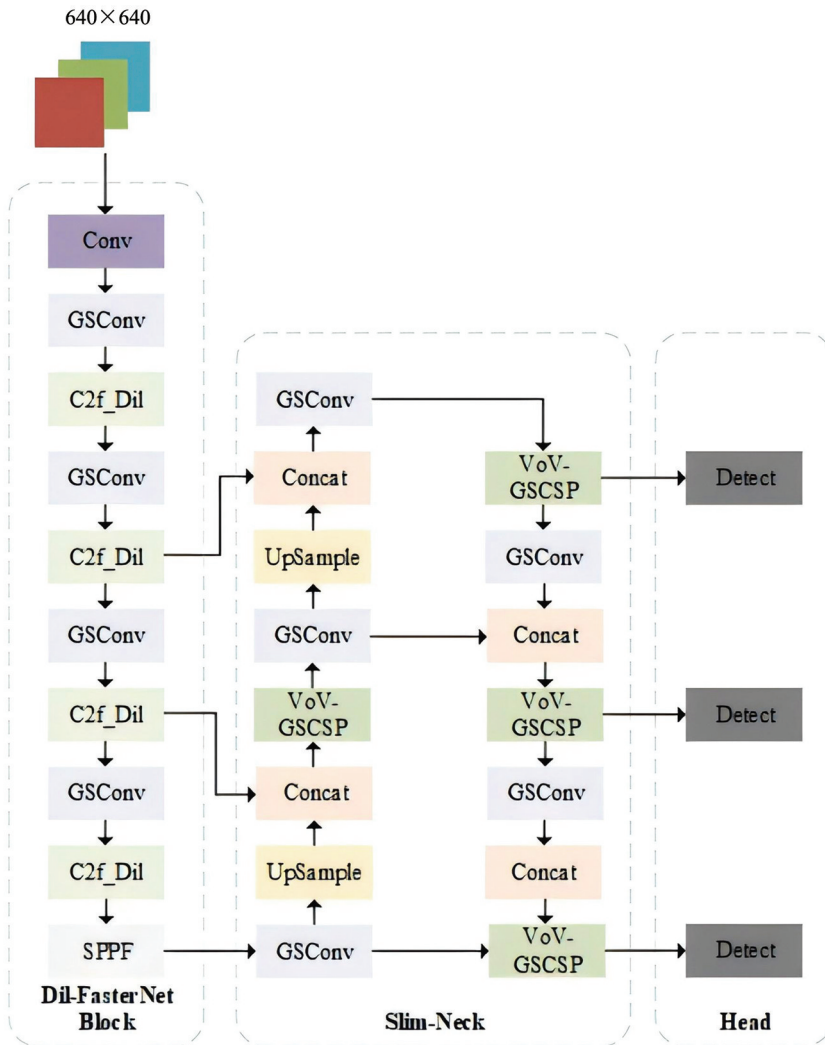 640×640
Conv
GSConv
C2f_Dil
GSConv
C2f_Dil
GSConv
C2f_Dil
GSConv
C2f_Dil
SPPF
Dil-FasterNet
Block
GSConv
Concat
UpSample
GSConv
VoV-
GSCSP
Concat
UpSample
GSConv
VoV-
GSCSP
GSConv
Concat
VoV-
GSCSP
GSConv
Concat
VoV-
GSCSP
Slim-Neck
Detect
Detect
Detect
Head